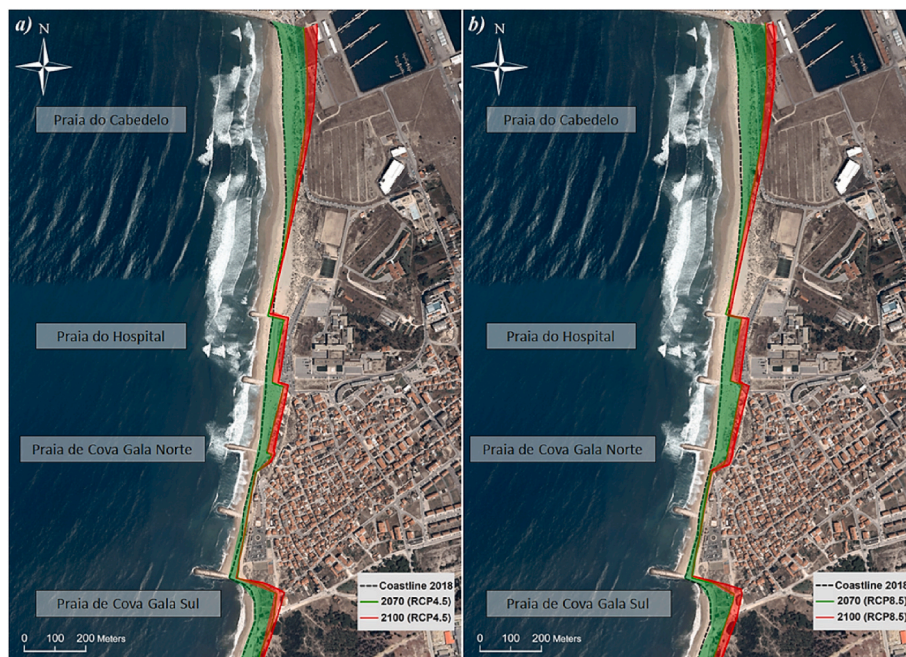 a)
N
Praia do Cabedelo
Praia do Hospital
Praia de Cova Gala Norte
Praia de Cova Gala Sul
Coastline 2018
2070 (RCP4.5)
2100 (RCP4.5)
0 100 200 Meters
b)
N
Praia do Cabedelo
Praia do Hospital
Praia de Cova Gala Norte
Praia de Cova Gala Sul
Coastline 2018
2070 (RCP8.5)
2100 (RCP8.5)
0 100 200 Meters